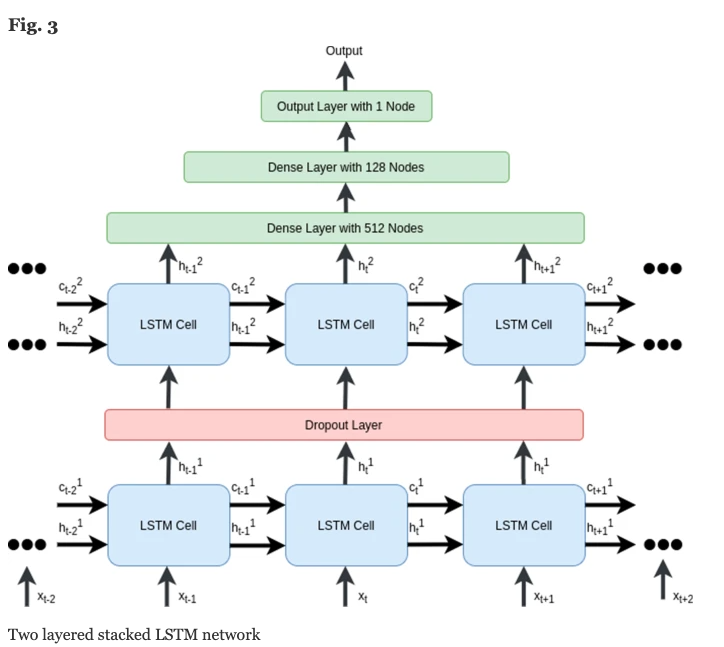 Fig. 3
Output
Output Layer with 1 Node
Dense Layer with 128 Nodes
Dense Layer with 512 Nodes
hₜ₋₁² hₜ² hₜ₊₁²
cₜ₋₂² cₜ₋₁² cₜ² cₜ₊₁²
LSTM Cell LSTM Cell LSTM Cell
hₜ₋₂² hₜ₋₁² hₜ² hₜ₊₁²
Dropout Layer
hₜ₋₁¹ hₜ¹ hₜ¹
cₜ₋₂¹ cₜ₋₁¹ cₜ¹ cₜ₊₁¹
LSTM Cell LSTM Cell LSTM Cell
hₜ₋₂¹ hₜ₋₁¹ hₜ¹ hₜ₊₁¹
xₜ₋₂ xₜ₋₁ xₜ xₜ₊₁ xₜ₊₂
Two layered stacked LSTM network